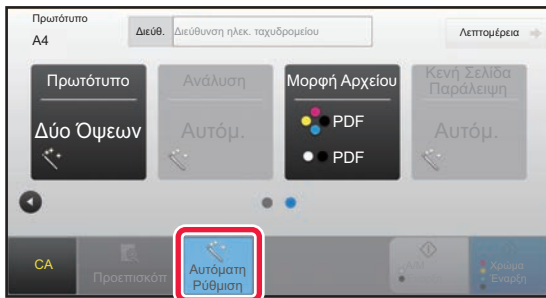 Πρωτότυπο
A4
Διεύθ.
Διεύθυνση ηλεκ. ταχυδρομείου
Λεπτομέρεια
Πρωτότυπο
Δύο Όψεων
Ανάλυση
Αυτόμ.
Μορφή Αρχείου
PDF
PDF
Κενή Σελίδα
Παράλειψη
Αυτόμ.
CA
Προεπισκόπ
Αυτόματη
Ρύθμιση
Χρώμα
Έναρξη